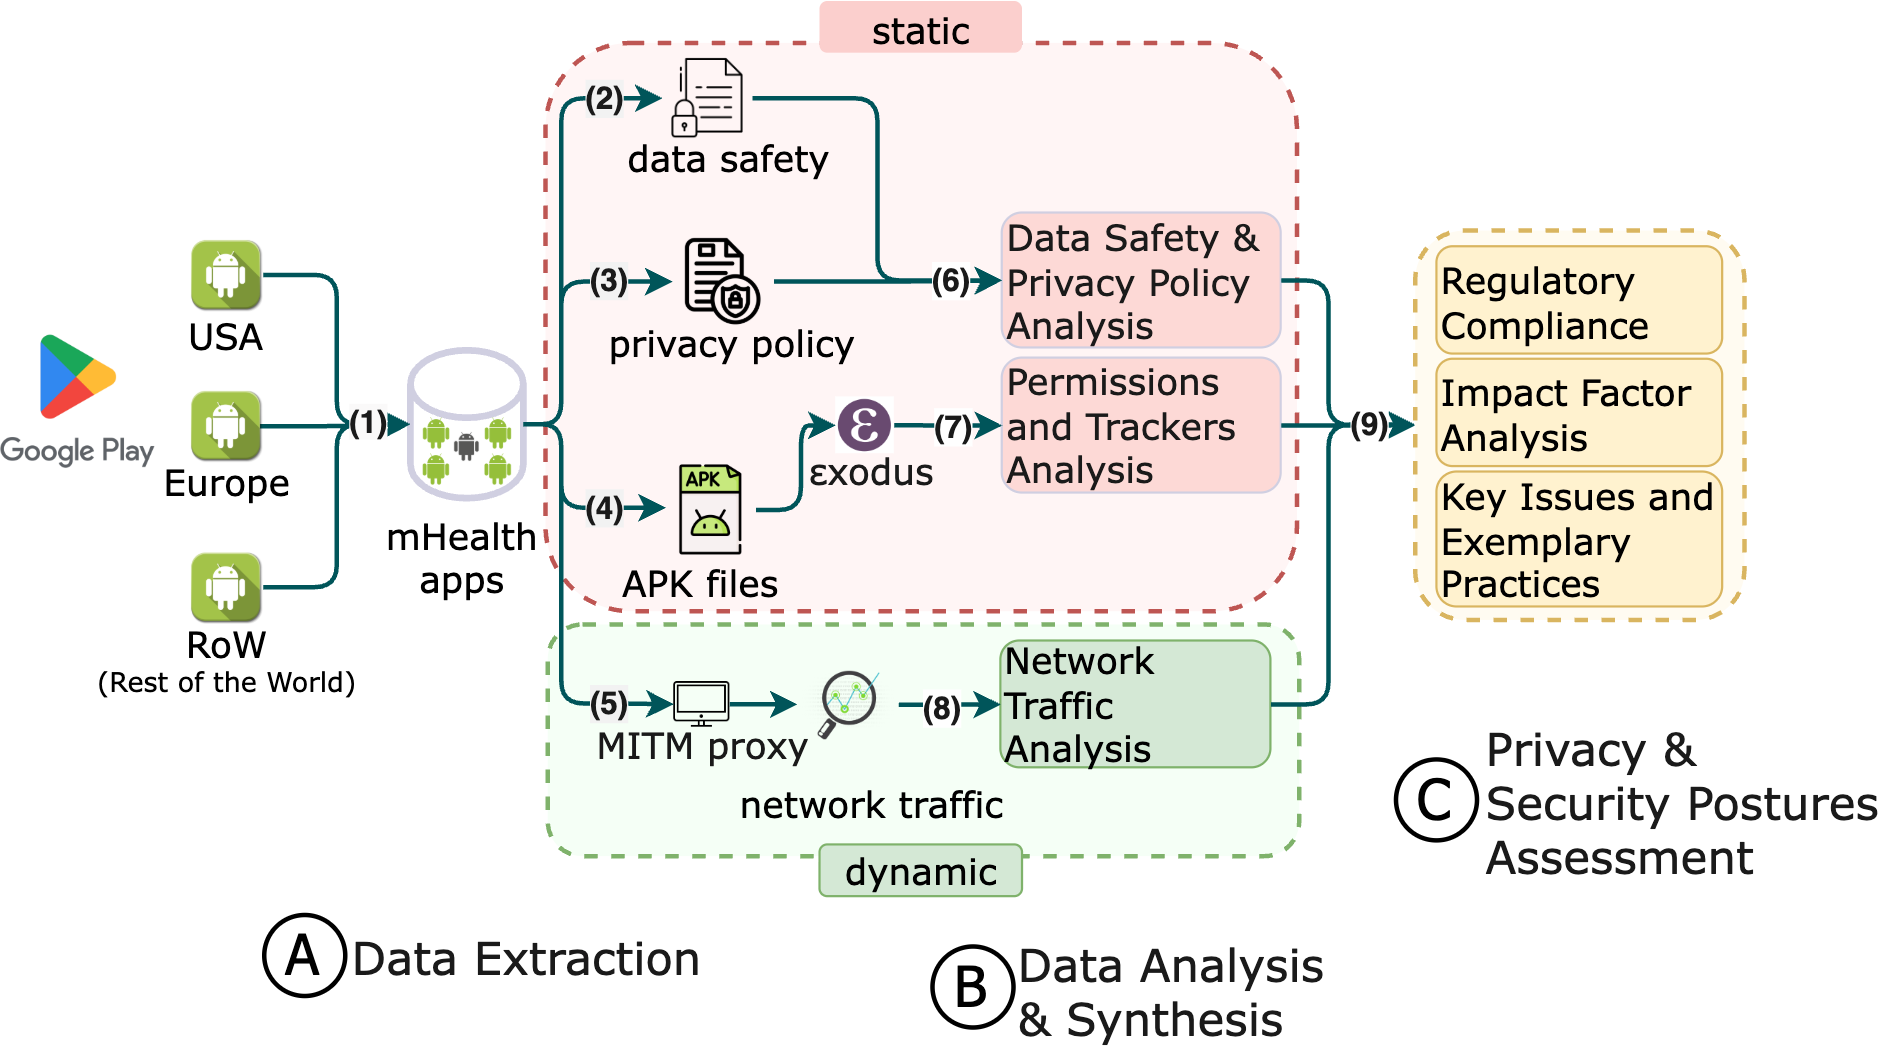 static
(2)
data safety
(3)
privacy policy
(6)
Data Safety &
Privacy Policy
Analysis
USA
Google Play
Europe
(1)
mHealth
apps
RoW
(Rest of the World)
(4)
APK
APK files
ε
εxodus
(7)
Permissions
and Trackers
Analysis
(9)
Regulatory
Compliance
Impact Factor
Analysis
Key Issues and
Exemplary
Practices
(5)
MITM proxy
network traffic
(8)
Network
Traffic
Analysis
dynamic
A Data Extraction
B Data Analysis
& Synthesis
C Privacy &
Security Postures
Assessment